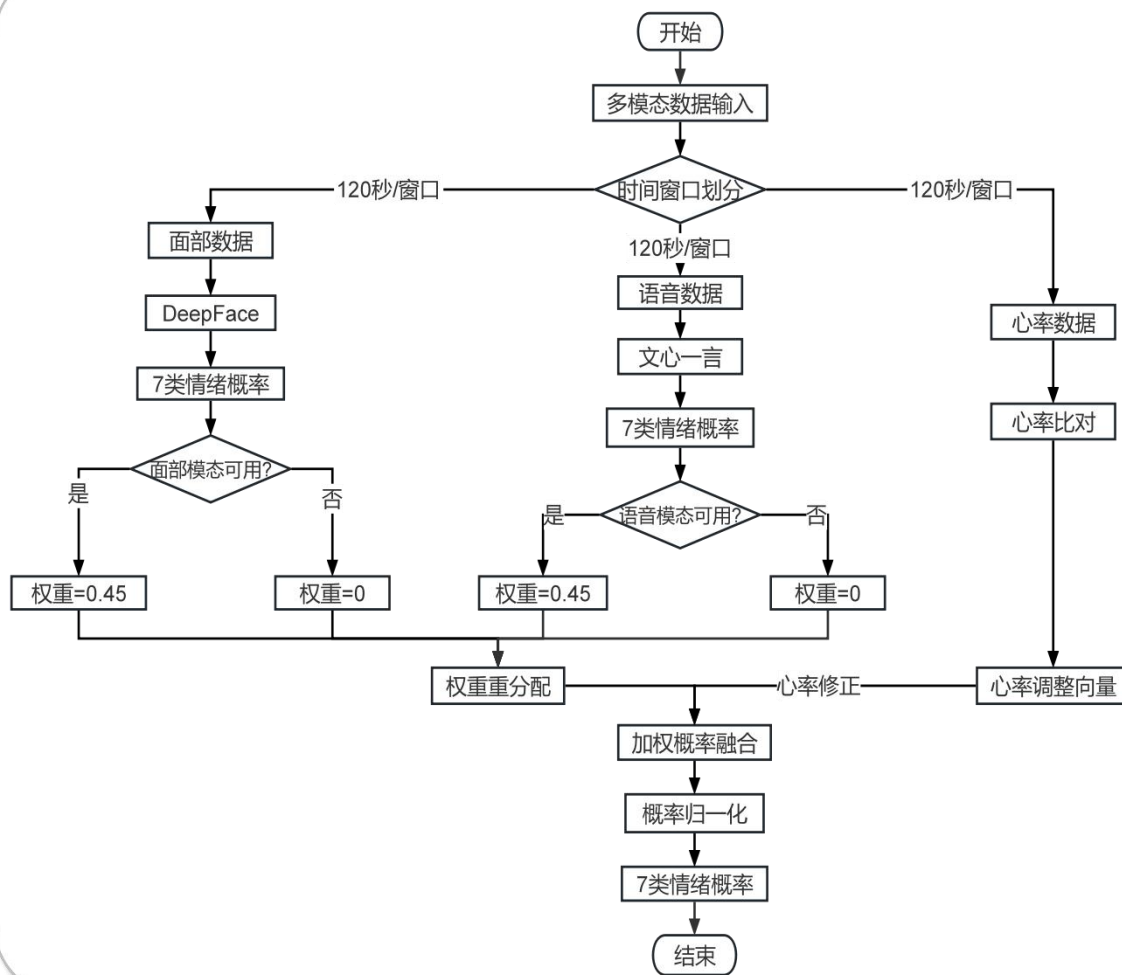 开始
多模态数据输入
时间窗口划分
120秒/窗口
120秒/窗口
120秒/窗口
面部数据
DeepFace
7类情绪概率
面部模态可用?
是
否
权重=0.45
权重=0
语音数据
文心一言
7类情绪概率
语音模态可用?
是
否
权重=0.45
权重=0
心率数据
心率比对
心率调整向量
权重重分配
心率修正
加权概率融合
概率归一化
7类情绪概率
结束